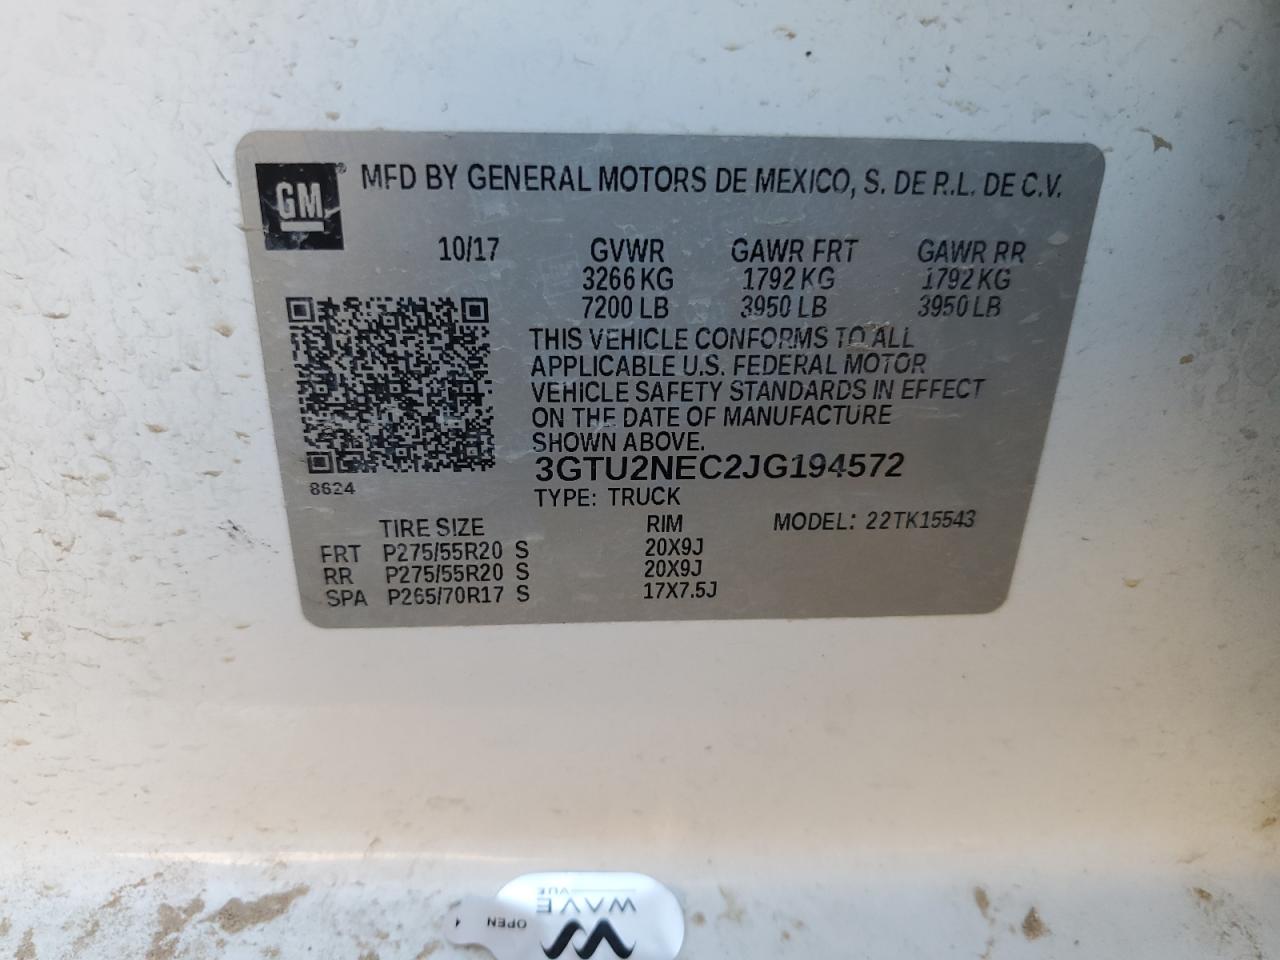 GM ® MFD BY GENERAL MOTORS DE MEXICO, S. DE R.L. DE C.V.
10/17 GVWR GAWR FRT GAWR RR
3266 KG 1792 KG 1792 KG
7200 LB 3950 LB 3950 LB
THIS VEHICLE CONFORMS TO ALL
APPLICABLE U.S. FEDERAL MOTOR
VEHICLE SAFETY STANDARDS IN EFFECT
ON THE DATE OF MANUFACTURE
SHOWN ABOVE.
3GTU2NEC2JG194572
8624
TYPE: TRUCK
TIRE SIZE RIM MODEL: 22TK15543
FRT P275/55R20 S 20X9J
RR P275/55R20 S 20X9J
SPA P265/70R17 S 17X7.5J
VUE
WAVE
OPEN